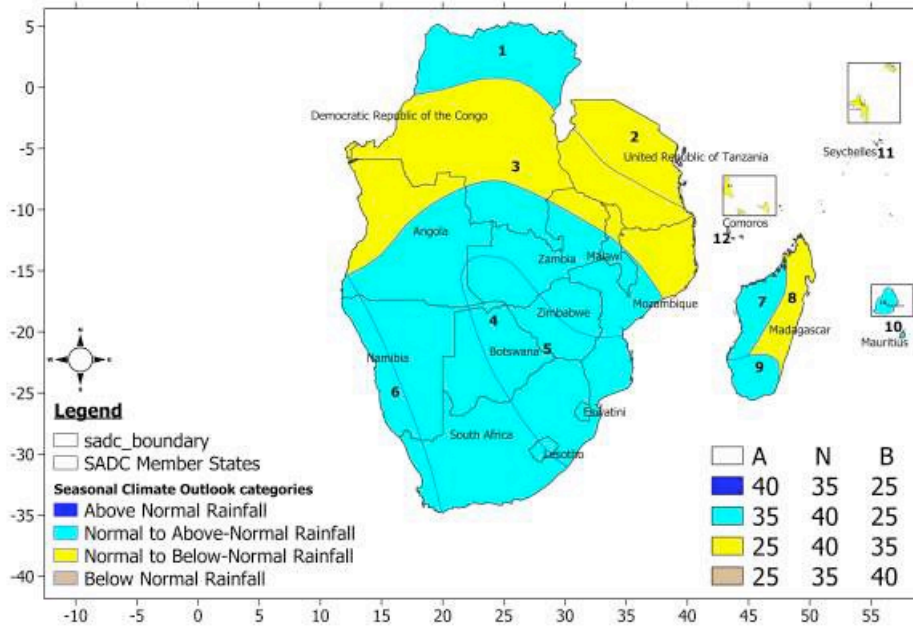 5
0
-5
-10
-15
-20
-25
-30
-35
-40
-10 -5 0 5 10 15 20 25 30 35 40 45 50 55
1
Democratic Republic of the Congo
2
United Republic of Tanzania
3
Seychelles 11
Comoros
12
Angola
Zambia
Malawi
Mozambique
7
8
Madagascar
9
10
Mauritius
Zimbabwe
4
Botswana
5
Namibia
6
Eswatini
South Africa
Lesotho
Legend
sadc_boundary
SADC Member States
Seasonal Climate Outlook categories
Above Normal Rainfall
Normal to Above-Normal Rainfall
Normal to Below-Normal Rainfall
Below Normal Rainfall
A N B
40 35 25
35 40 25
25 40 35
25 35 40